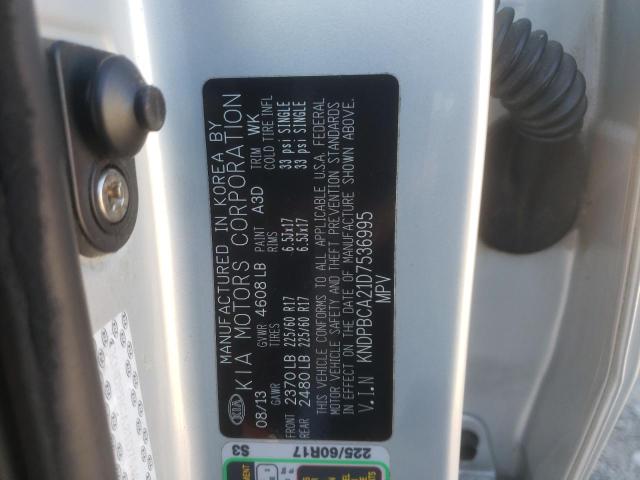 MANUFACTURED IN KOREA BY
KIA KIA MOTORS CORPORATION
08/13 GVWR 4608 LB PAINT A3D TRIM WK
GAWR TIRES RIMS COLD TIRE INFL
FRONT 2370 LB 225/60 R17 6.5Jx17 33 psi SINGLE
REAR 2480 LB 225/60 R17 6.5Jx17 33 psi SINGLE
THIS VEHICLE CONFORMS TO ALL APPLICABLE U.S.A. FEDERAL
MOTOR VEHICLE SAFETY AND THEFT PREVENTION STANDARDS
IN EFFECT ON THE DATE OF MANUFACTURE SHOWN ABOVE.
V.I.N KNDPBCA21D7536995
MPV
S3
225/60R17